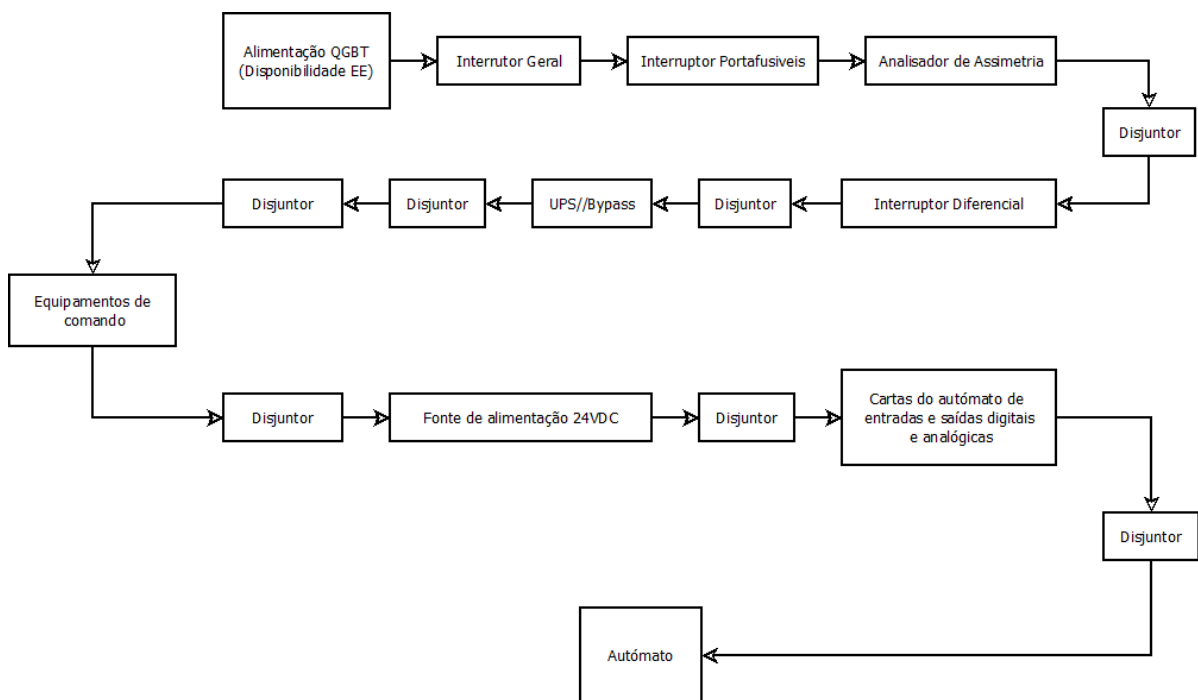 Alimentação QGBT
(Disponibilidade EE)
Interrutor Geral
Interruptor Portafusiveis
Analisador de Assimetria
Disjuntor
Interruptor Diferencial
Disjuntor
UPS//Bypass
Disjuntor
Disjuntor
Equipamentos de
comando
Disjuntor
Fonte de alimentação 24VDC
Disjuntor
Cartas do autómato de
entradas e saídas digitais
e analógicas
Disjuntor
Autómato